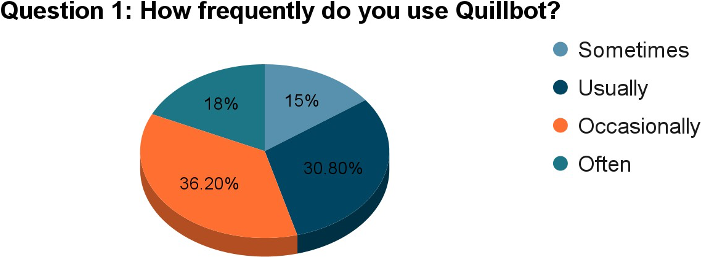 Question 1: How frequently do you use Quillbot?
Sometimes
Usually
Occasionally
Often
18%
15%
36.20%
30.80%